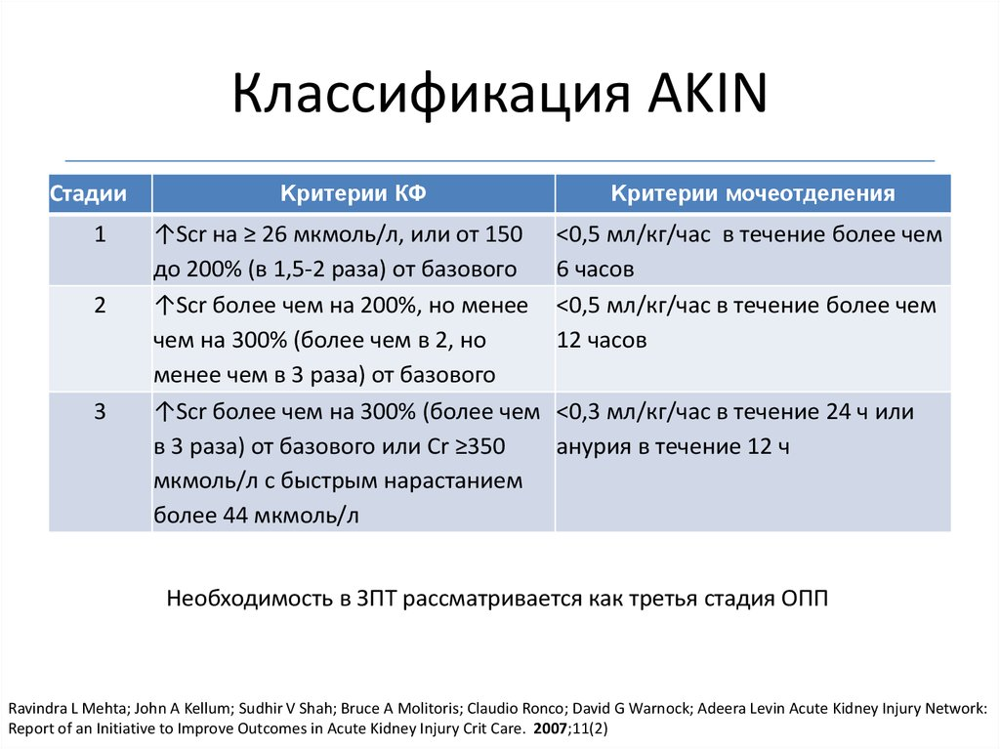 Классификация AKIN
Стадии Критерии КФ Критерии мочеотделения
1 ↑Scr на ≥ 26 мкмоль/л, или от 150 <0,5 мл/кг/час в течение более чем
до 200% (в 1,5-2 раза) от базового 6 часов
2 ↑Scr более чем на 200%, но менее <0,5 мл/кг/час в течение более чем
чем на 300% (более чем в 2, но 12 часов
менее чем в 3 раза) от базового
3 ↑Scr более чем на 300% (более чем <0,3 мл/кг/час в течение 24 ч или
в 3 раза) от базового или Cr ≥350 анурия в течение 12 ч
мкмоль/л с быстрым нарастанием
более 44 мкмоль/л
Необходимость в ЗПТ рассматривается как третья стадия ОПП
Ravindra L Mehta; John A Kellum; Sudhir V Shah; Bruce A Molitoris; Claudio Ronco; David G Warnock; Adeera Levin Acute Kidney Injury Network:
Report of an Initiative to Improve Outcomes in Acute Kidney Injury Crit Care. 2007;11(2)